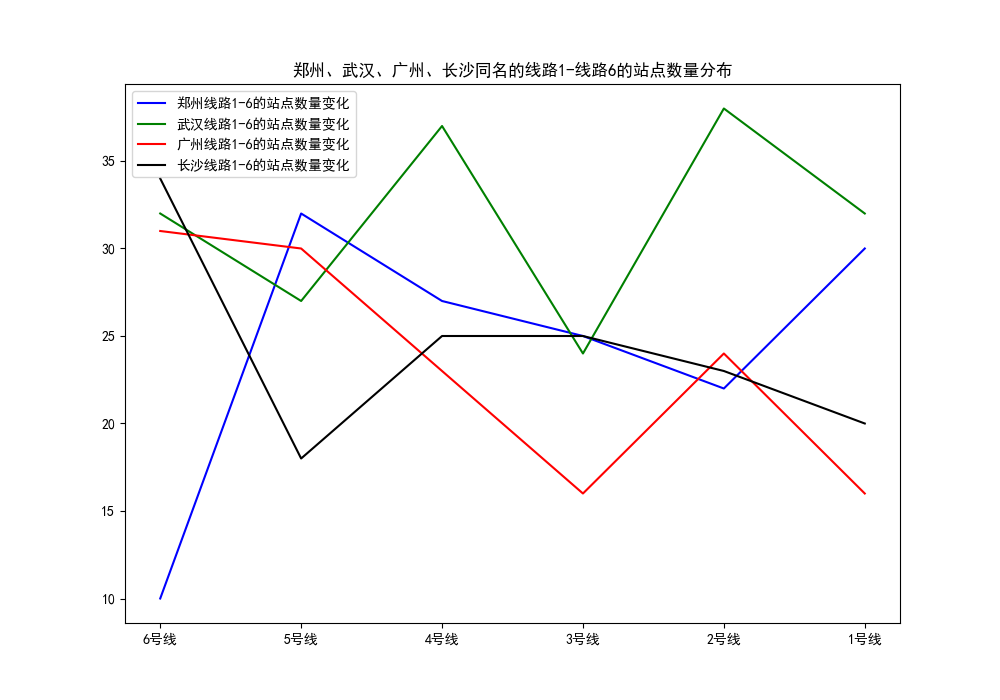 郑州、武汉、广州、长沙同名的线路1-线路6的站点数量分布
郑州线路1-6的站点数量变化
武汉线路1-6的站点数量变化
广州线路1-6的站点数量变化
长沙线路1-6的站点数量变化
35
30
25
20
15
10
6号线 5号线 4号线 3号线 2号线 1号线